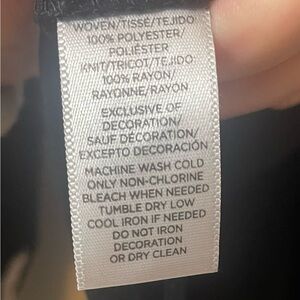 WOVEN/TISSÉ/TEJIDO
100% POLYESTER/
POLIÉSTER
KNIT/TRICOT/TEJIDO
100% RAYON/
RAYONNE/RAYON
EXCLUSIVE OF
DECORATION/
SAUF DÉCORATION/
EXCEPTO DECORACIÓN
MACHINE WASH COLD
ONLY NON-CHLORINE
BLEACH WHEN NEEDED
TUMBLE DRY LOW
COOL IRON IF NEEDED
DO NOT IRON
DECORATION
OR DRY CLEAN